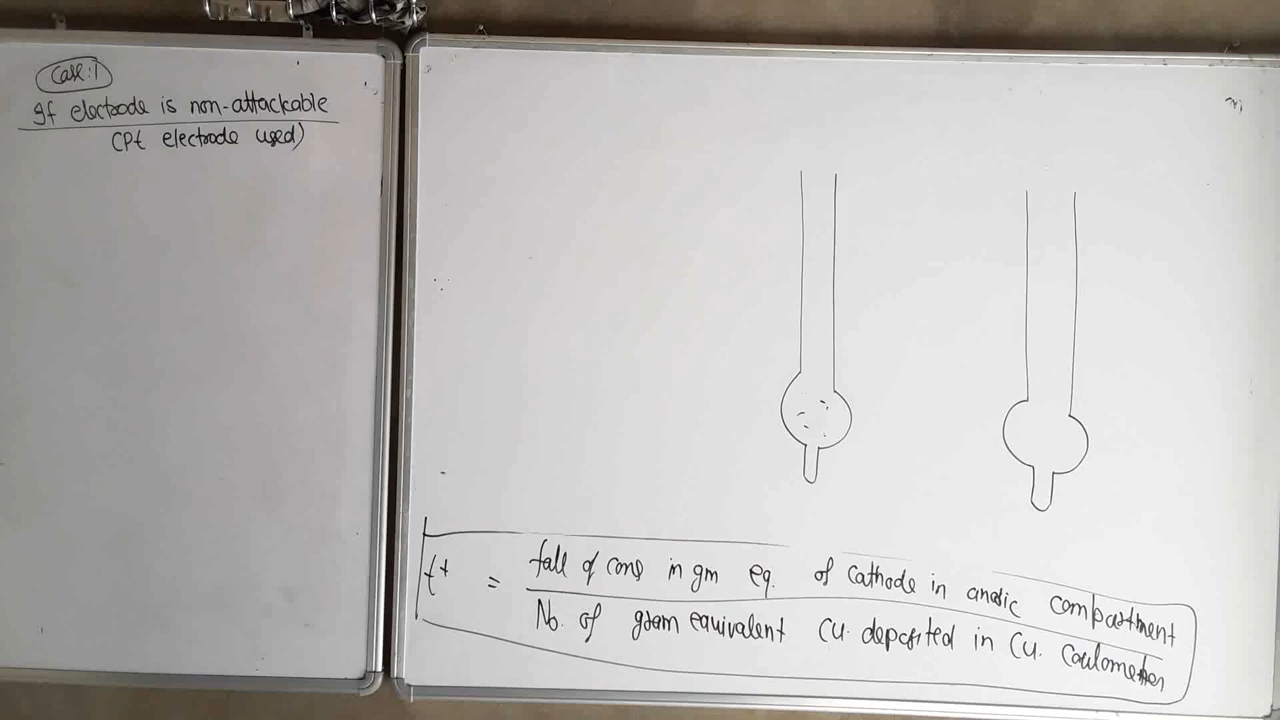 Case:1
If electrode is non-attackable
(Pt electrode used)
t+ = fall of conc in gm eq. of cathode in anodic compartment
No. of gram equivalent Cu. deposited in Cu. Coulometer